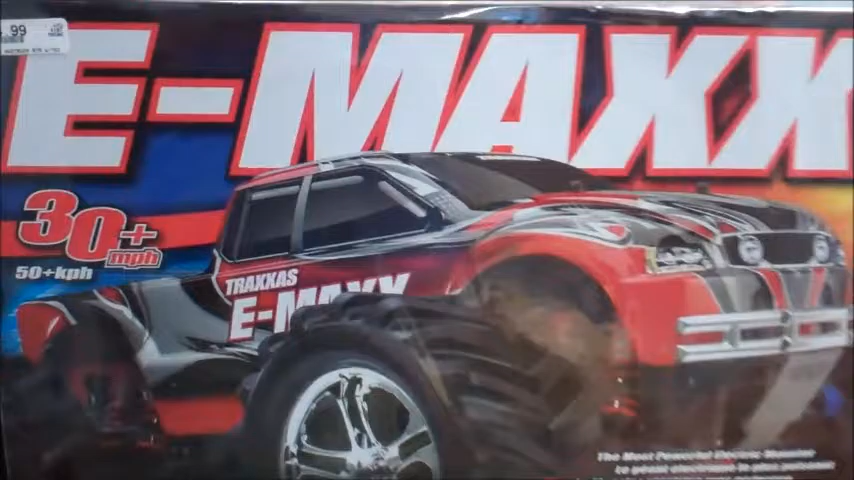 .99
E-MAXX
30+
mph
50+kph
TRAXXAS
E-MAXX
The Most Powerful Electric Monster